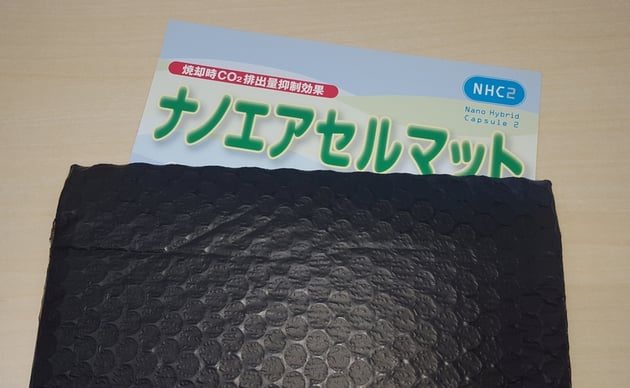 焼却時CO₂排出量抑制効果
NHC2
Nano Hybrid
Capsule 2
ナノエアセルマット